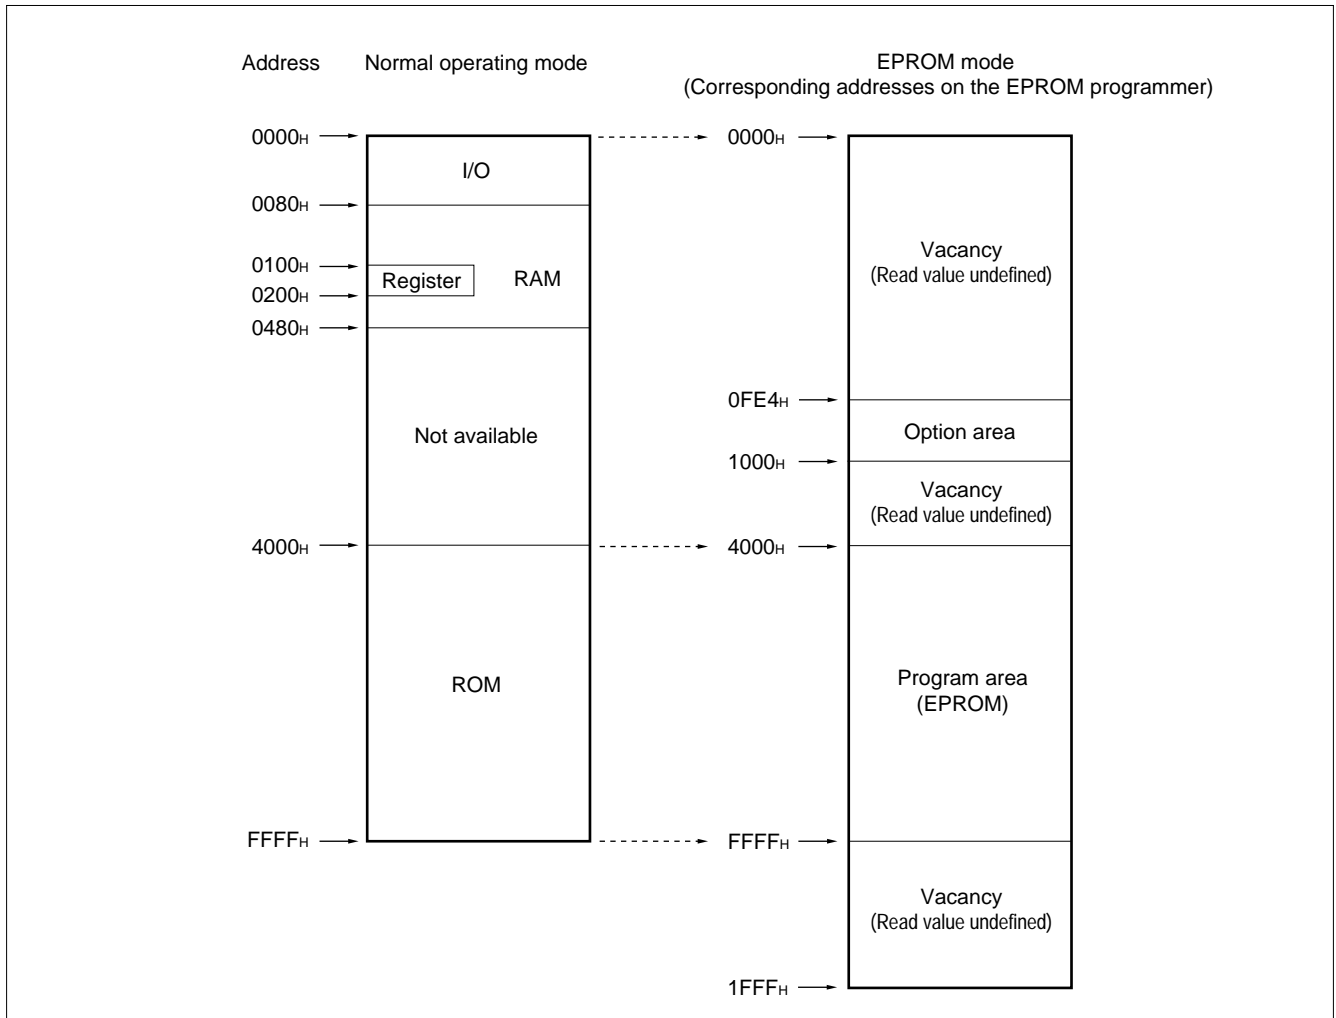 Address Normal operating mode
EPROM mode
(Corresponding addresses on the EPROM programmer)
0000H
I/O
0080H
0100H
Register
RAM
0200H
0480H
Not available
4000H
ROM
FFFFH
0000H
Vacancy
(Read value undefined)
0FE4H
Option area
1000H
Vacancy
(Read value undefined)
4000H
Program area
(EPROM)
FFFFH
Vacancy
(Read value undefined)
1FFFH